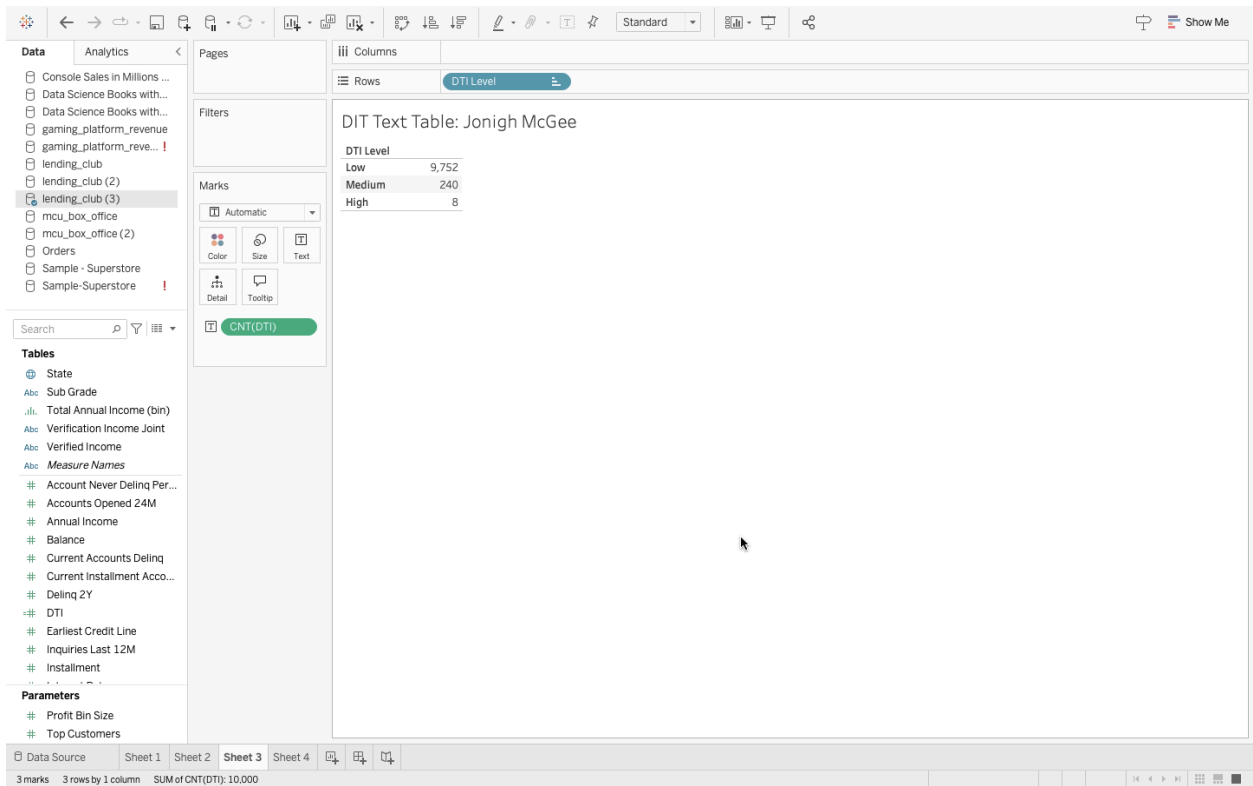 Standard
Show Me
Data
Analytics
Pages
Columns
Rows
DTI Level
Console Sales in Millions ...
Data Science Books with...
Data Science Books with...
gaming_platform_revenue
gaming_platform_reve... !
lending_club
lending_club (2)
lending_club (3)
mcu_box_office
mcu_box_office (2)
Orders
Sample - Superstore
Sample-Superstore !
Filters
Marks
T Automatic
Color
Size
T
Text
Detail
Tooltip
T CNT(DTI)
DIT Text Table: Jonigh McGee
DTI Level
Low 9,752
Medium 240
High 8
Search
Tables
State
Abc Sub Grade
Total Annual Income (bin)
Abc Verification Income Joint
Abc Verified Income
Abc Measure Names
# Account Never Delinq Per...
# Accounts Opened 24M
# Annual Income
# Balance
# Current Accounts Delinq
# Current Installment Acco...
# Delinq 2Y
=# DTI
# Earliest Credit Line
# Inquiries Last 12M
# Installment
Parameters
# Profit Bin Size
# Top Customers
Data Source
Sheet 1
Sheet 2
Sheet 3
Sheet 4
3 marks 3 rows by 1 column SUM of CNT(DTI): 10,000